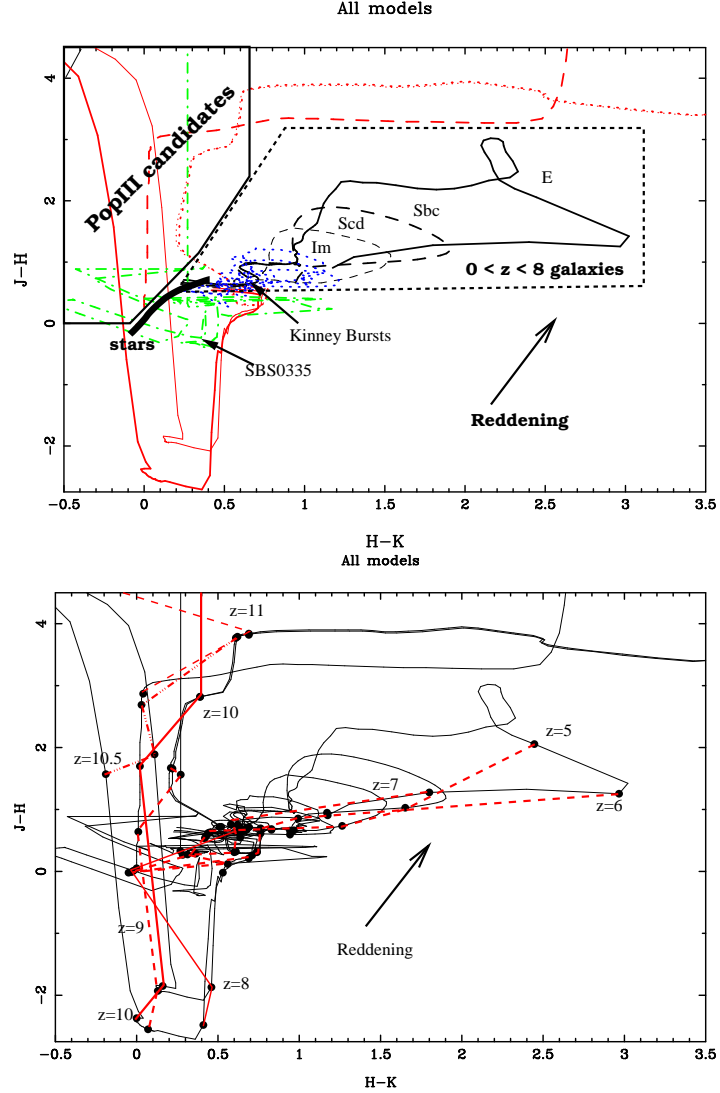 All models
4
2
0
−2
J−H
PopIII candidates
E
Sbc
Scd
Im
0 < z < 8 galaxies
Kinney Bursts
stars
SBS0335
Reddening
−0.5 0 0.5 1 1.5 2 2.5 3 3.5
H−K
All models
4
2
0
−2
J−H
z=11
z=10
z=10.5
z=5
z=7
z=6
z=9
Reddening
z=8
z=10
−0.5 0 0.5 1 1.5 2 2.5 3 3.5
H−K